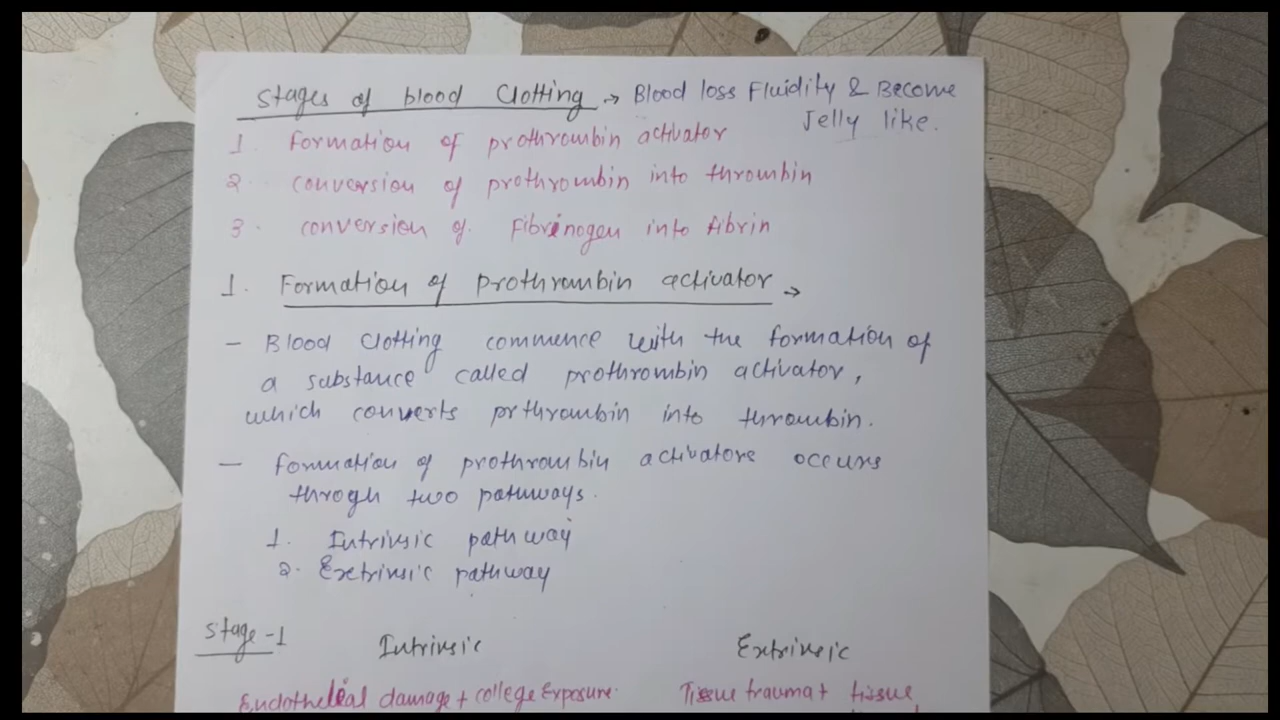 Stages of blood Clotting → Blood loss Fluidity & Become
Jelly like.
1. Formation of prothrombin activator
2. conversion of prothrombin into thrombin
3. conversion of Fibrinogen into fibrin
1. Formation of prothrombin activator →
- Blood Clotting commence with the formation of
a substance called prothrombin activator,
which converts prthrombin into thrombin.
- formation of prothrombin activators occurs
throgh two pathways.
1. Intrinsic pathway
2. Exetrinsic pathway
Stage-1 Intrinsic Extrinsic
Endothelial damage + college Exposure. Tissue trauma + tissue